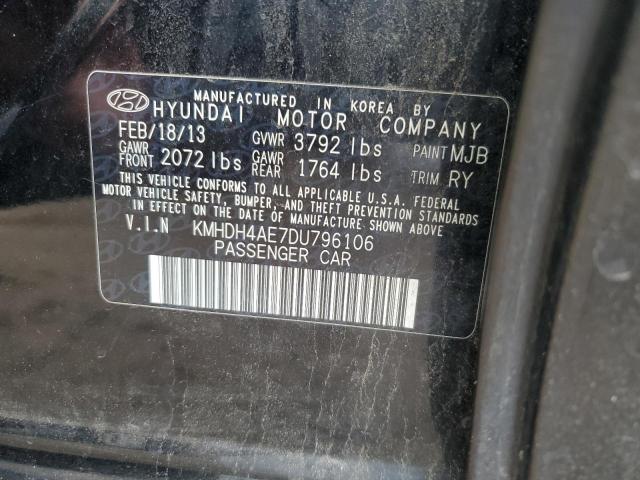 MANUFACTURED IN KOREA BY
HYUNDAI MOTOR COMPANY
FEB/18/13 GVWR 3792 lbs PAINT MJB
GAWR FRONT 2072 lbs GAWR REAR 1764 lbs TRIM RY
THIS VEHICLE CONFORMS TO ALL APPLICABLE U.S.A. FEDERAL
MOTOR VEHICLE SAFETY, BUMPER, AND THEFT PREVENTION STANDARDS
IN EFFECT ON THE DATE OF MANUFACTURE SHOWN ABOVE.
V.I.N KMHDH4AE7DU796106
PASSENGER CAR